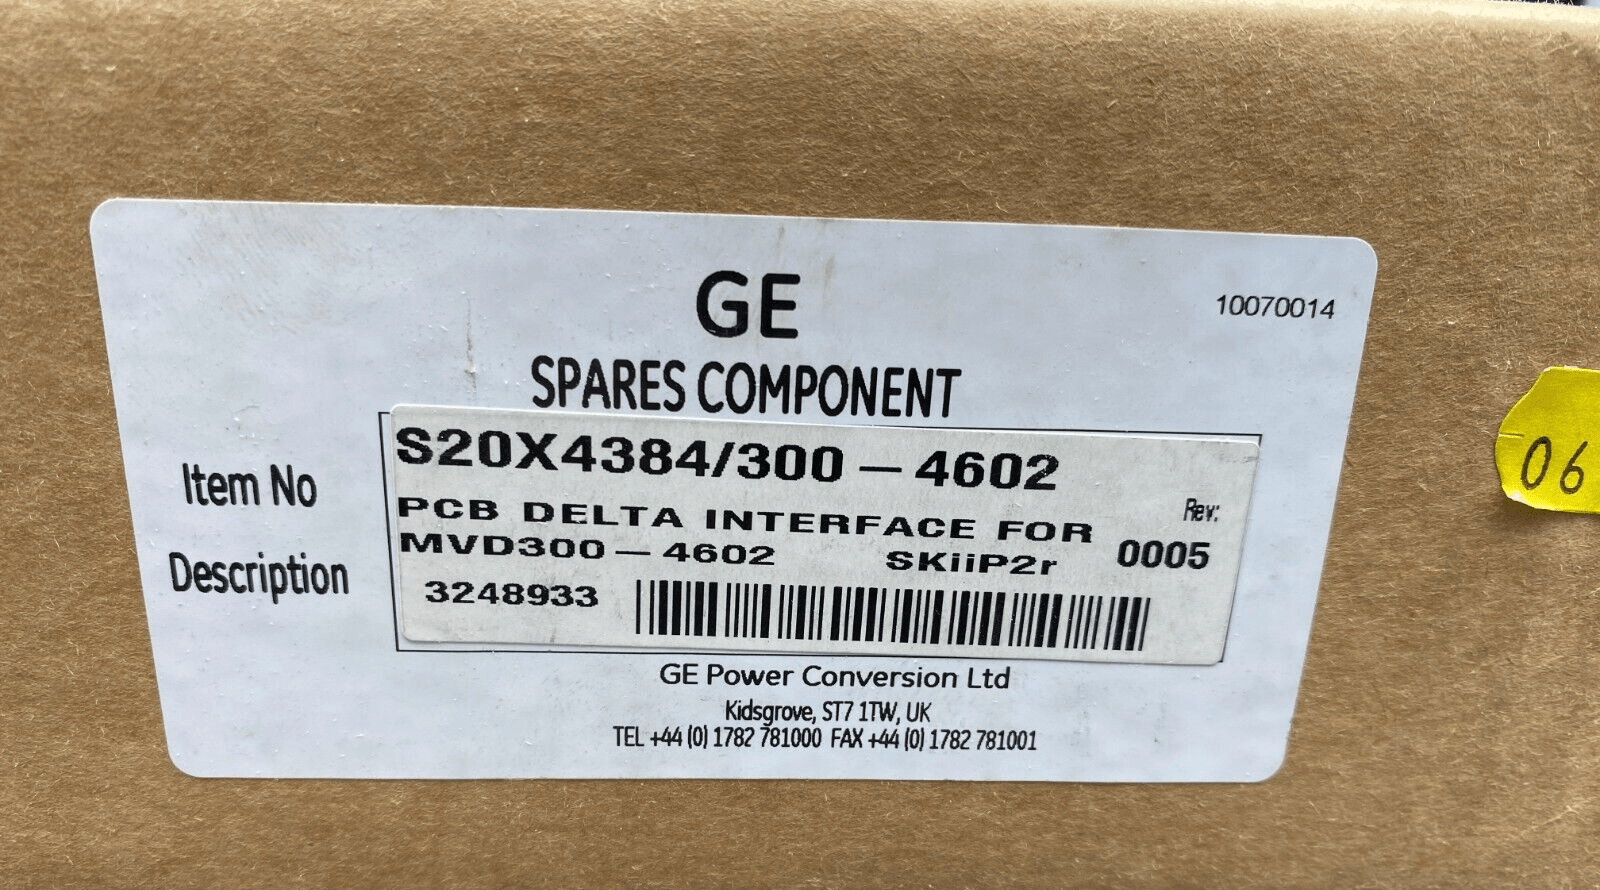 GE
10070014
SPARES COMPONENT
Item No
S20X4384/300-4602
Description
PCB DELTA INTERFACE FOR
MVD300-4602 SKiiP2r
Rev:
0005
3248933
GE Power Conversion Ltd
Kidsgrove, ST7 1TW, UK
TEL +44 (0) 1782 781000 FAX +44 (0) 1782 781001
06